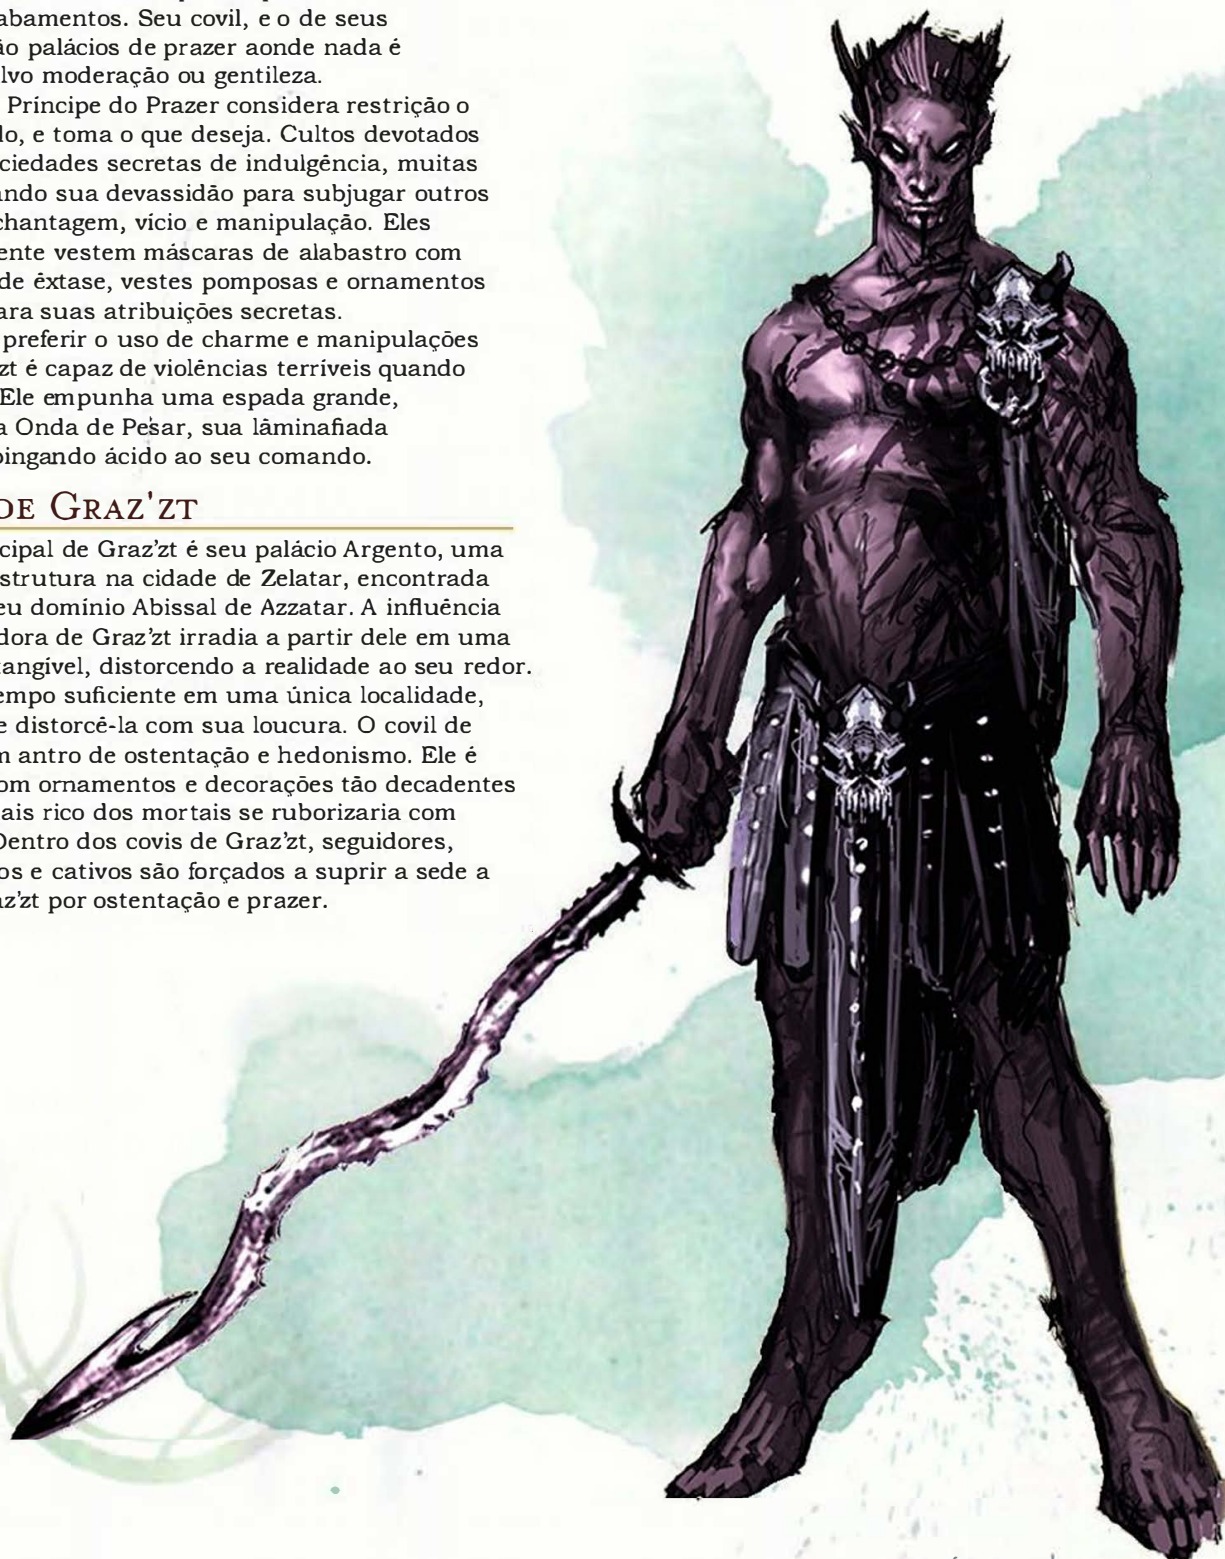 abamentos. Seu covil, e o de seus
ão palácios de prazer aonde nada é
lvo moderação ou gentileza.
Príncipe do Prazer considera restrição o
do, e toma o que deseja. Cultos devotados
ciedades secretas de indulgência, muitas
ndo sua devassidão para subjugar outros
chantagem, vício e manipulação. Eles
ente vestem máscaras de alabastro com
de êxtase, vestes pomposas e ornamentos
ara suas atribuições secretas.
preferir o uso de charme e manipulações
zt é capaz de violências terríveis quando
Ele empunha uma espada grande,
a Onda de Pesar, sua lâminafiada
pingando ácido ao seu comando.
DE GRAZ'ZT
cipal de Graz'zt é seu palácio Argento, uma
strutura na cidade de Zelatar, encontrada
eu domínio Abissal de Azzatar. A influência
dora de Graz'zt irradia a partir dele em uma
tangível, distorcendo a realidade ao seu redor.
empo suficiente em uma única localidade,
e distorcê-la com sua loucura. O covil de
m antro de ostentação e hedonismo. Ele é
om ornamentos e decorações tão decadentes
ais rico dos mortais se ruborizaria com
Dentro dos covis de Graz'zt, seguidores,
os e cativos são forçados a suprir a sede a
az'zt por ostentação e prazer.